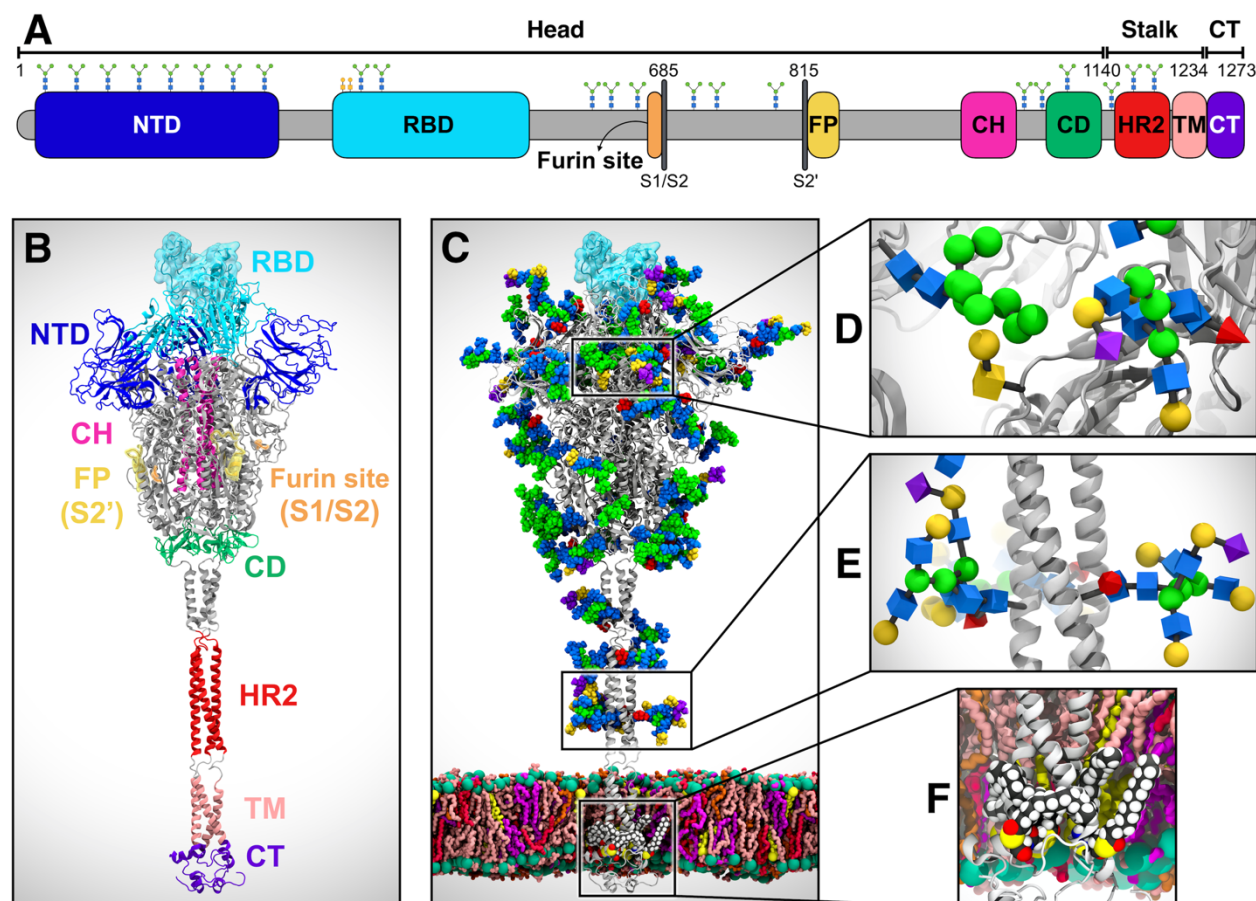 A
Head
Stalk
CT
1
685
815
1140
1234
1273
NTD
RBD
FP
CH
CD
HR2
TM
CT
Furin site
S1/S2
S2'
B
RBD
NTD
CH
FP
(S2')
Furin site
(S1/S2)
CD
HR2
TM
CT
C
D
E
F